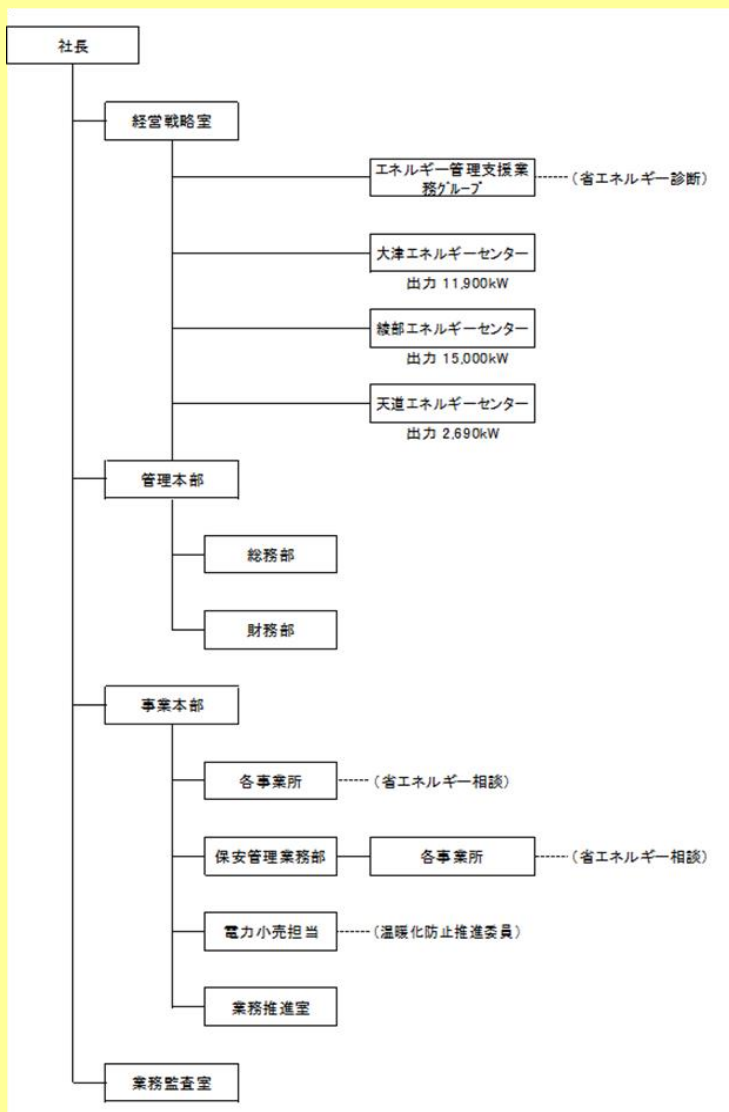 社長
経営戦略室
エネルギー管理支援業
務グループ
(省エネルギー診断)
大津エネルギーセンター
出力 11,900kW
綾部エネルギーセンター
出力 15,000kW
天道エネルギーセンター
出力 2,690kW
管理本部
総務部
財務部
事業本部
各事業所
(省エネルギー相談)
保安管理業務部
各事業所
(省エネルギー相談)
電力小売担当
(温暖化防止推進委員)
業務推進室
業務監査室